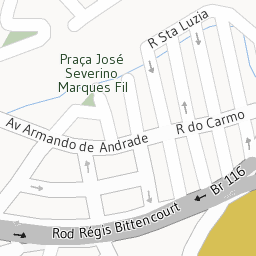 R Sta Luzia
Praça José
Severino
Marques Fil
Av Armando de Andrade
R do Carmo
Br 116
Rod Régis Bittencourt